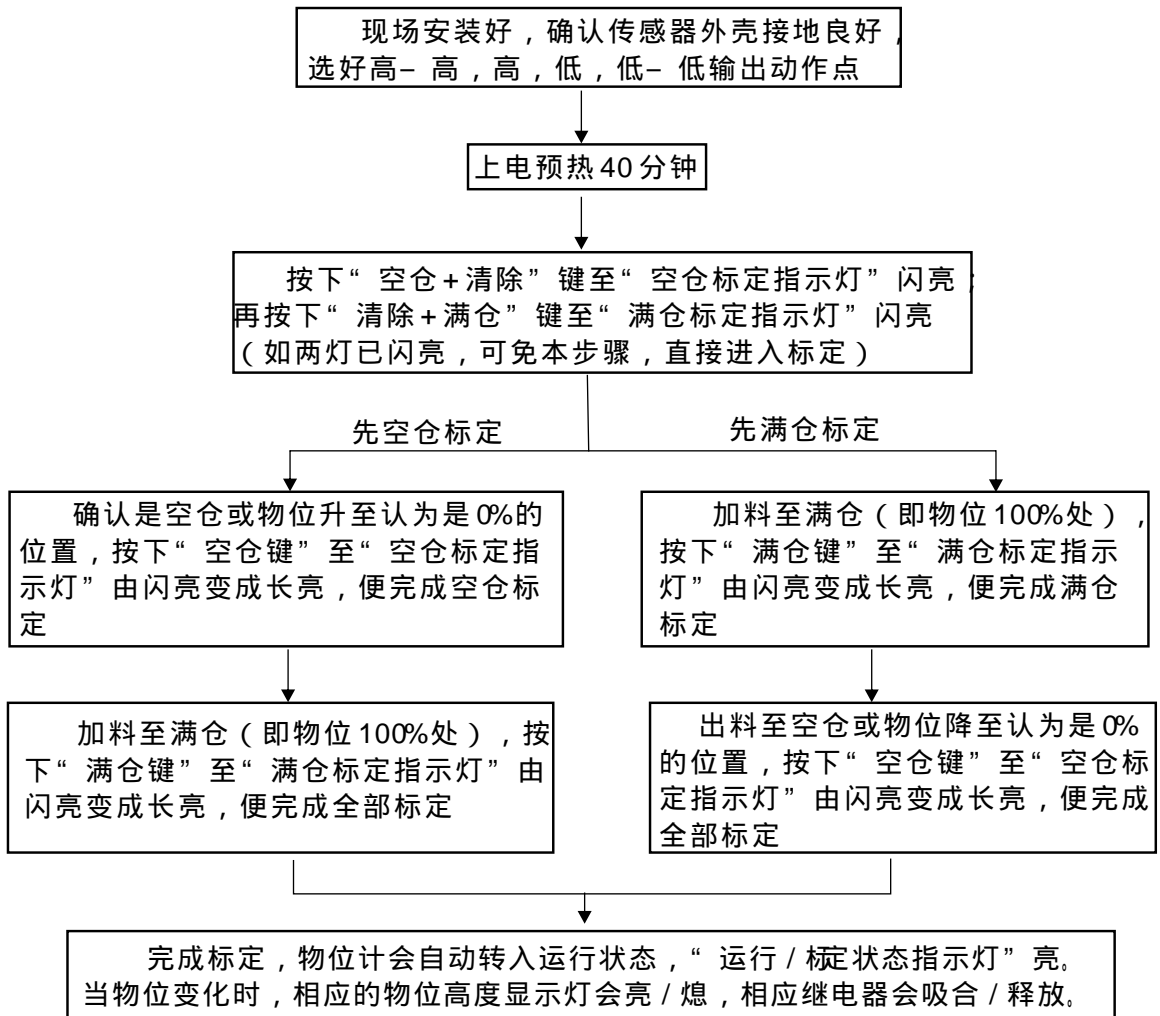 现场安装好，确认传感器外壳接地良好，
选好高–高，高，低，低–低输出动作点
上电预热40分钟
按下“空仓+清除”键至“空仓标定指示灯”闪亮；
再按下“清除+满仓”键至“满仓标定指示灯”闪亮
（如两灯已闪亮，可免本步骤，直接进入标定）
先空仓标定
先满仓标定
确认是空仓或物位升至认为是0%的
位置，按下“空仓键”至“空仓标定指
示灯”由闪亮变成长亮，便完成空仓标
定
加料至满仓（即物位100%处），
按下“满仓键”至“满仓标定指示
灯”由闪亮变成长亮，便完成满仓
标定
加料至满仓（即物位100%处），按
下“满仓键”至“满仓标定指示灯”由
闪亮变成长亮，便完成全部标定
出料至空仓或物位降至认为是0%
的位置，按下“空仓键”至“空仓标
定指示灯”由闪亮变成长亮，便完成
全部标定
完成标定，物位计会自动转入运行状态，“运行/标定状态指示灯”亮。
当物位变化时，相应的物位高度显示灯会亮/熄，相应继电器会吸合/释放。